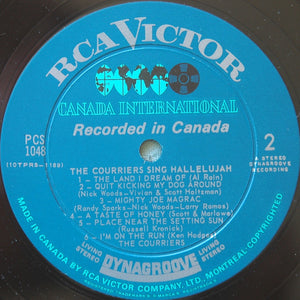 RCA VICTOR
CANADA INTERNATIONAL
Recorded in Canada
PCS
1048
(10TPRS-1169)
2
A STEREO
DYNAGROOVE
RECORDING
THE COURRIERS SING HALLELUJAH
1 - THE LAND I DREAM OF (Al Rain)
2 - QUIT KICKING MY DOG AROUND
(Nick Woods - Vivian & Scott Holtzman)
3 - MIGHTY JOE MAGRAC
(Randy Sparks - Nick Woods - Larry Ramos)
4 - A TASTE OF HONEY (Scott & Marlowe)
5 - PLACE NEAR THE SETTING SUN
(Russell Kronick)
6 - I'M ON THE RUN (Ken Hodges)
THE COURRIERS
LIVING
STEREO
DYNAGROOVE
LIVING
STEREO
MADE IN CANADA BY RCA VICTOR COMPANY, LTD., MONTREAL-COPYRIGHTED